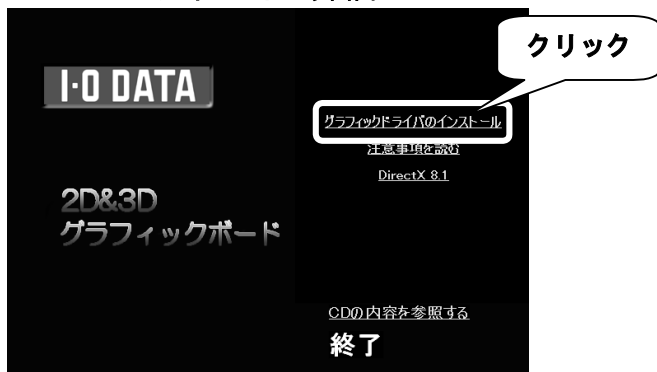 クリック
I·O DATA
グラフィックドライバのインストール
注意事項を読む
DirectX 8.1
2D&3D
グラフィックボード
CDの内容を参照する
終了